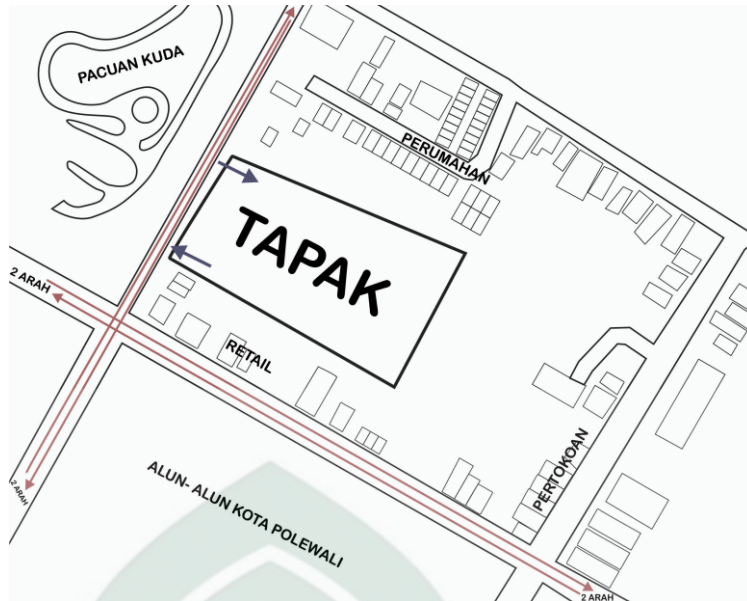 PACUAN KUDA
PERUMAHAN
TAPAK
2 ARAH
RETAIL
PERTOKOAN
2 ARAH
ALUN- ALUN KOTA POLEWALI
2 ARAH